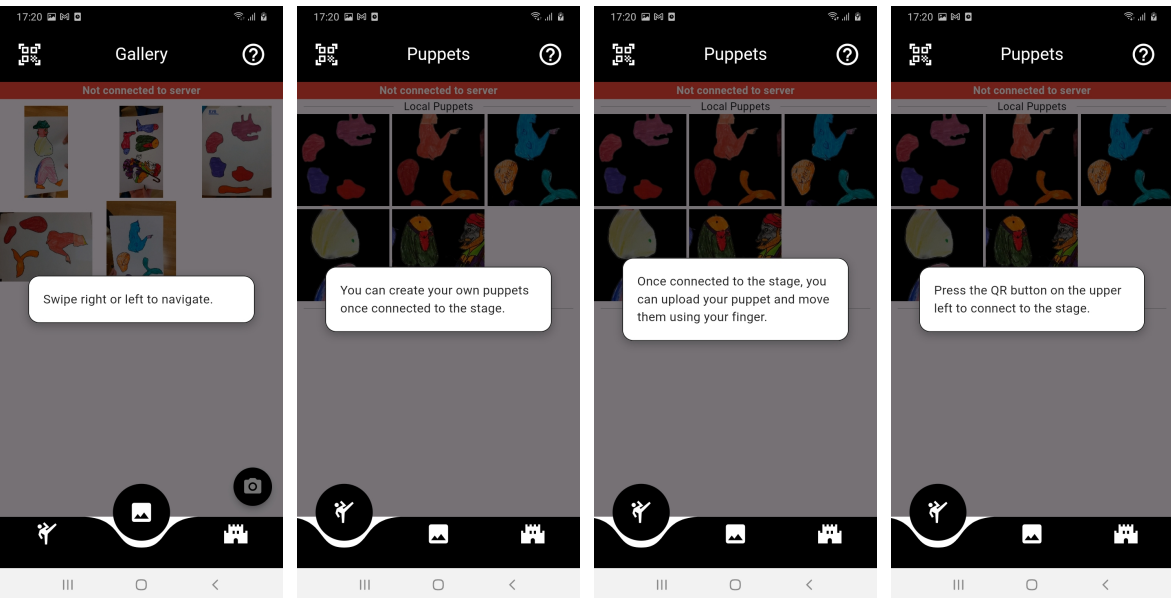 17:20
Gallery
Not connected to server
Swipe right or left to navigate.
17:20
Puppets
Not connected to server
Local Puppets
You can create your own puppets
once connected to the stage.
17:20
Puppets
Not connected to server
Local Puppets
Once connected to the stage, you
can upload your puppet and move
them using your finger.
17:20
Puppets
Not connected to server
Local Puppets
Press the QR button on the upper
left to connect to the stage.